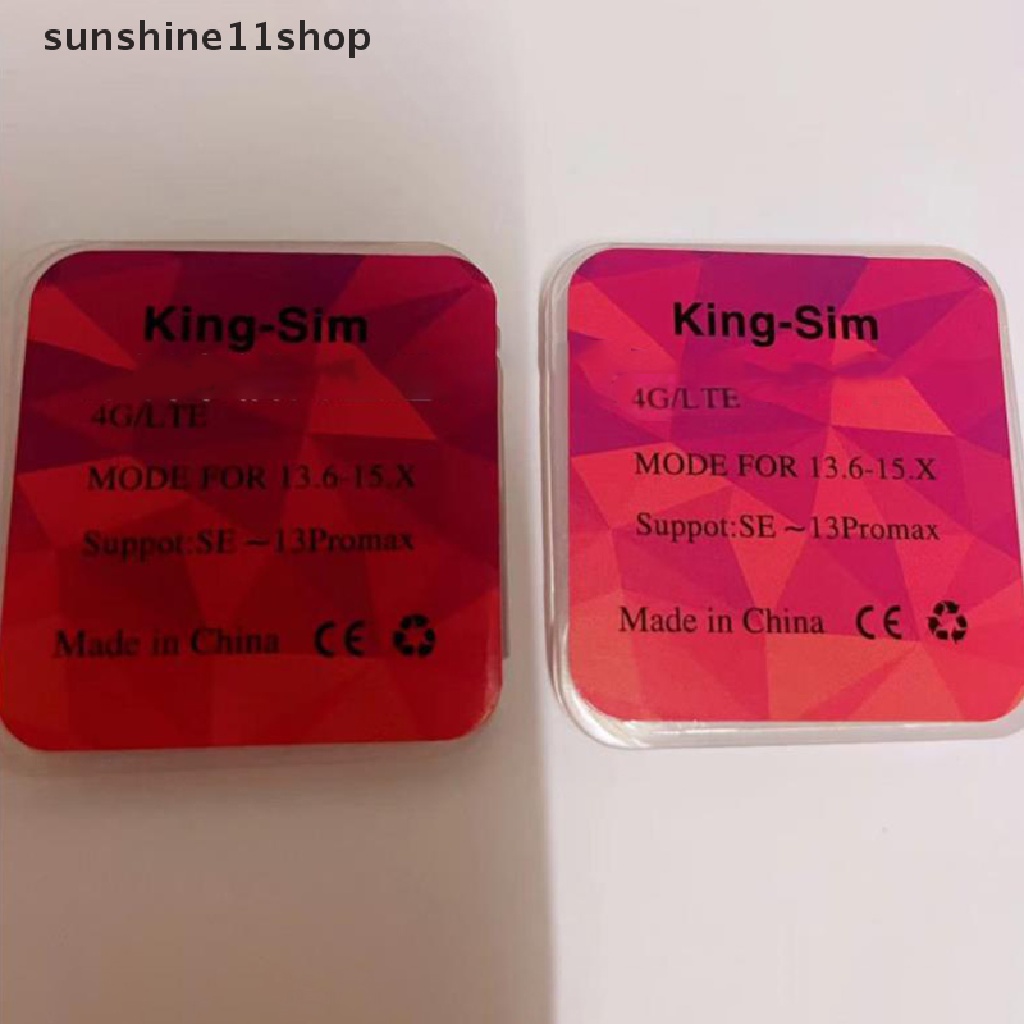 sunshine11shop
King-Sim
4G/LTE
MODE FOR 13.6-15.X
Suppot:SE ~13Promax
Made in China CE
King-Sim
4G/LTE
MODE FOR 13.6-15.X
Suppot:SE ~13Promax
Made in China CE